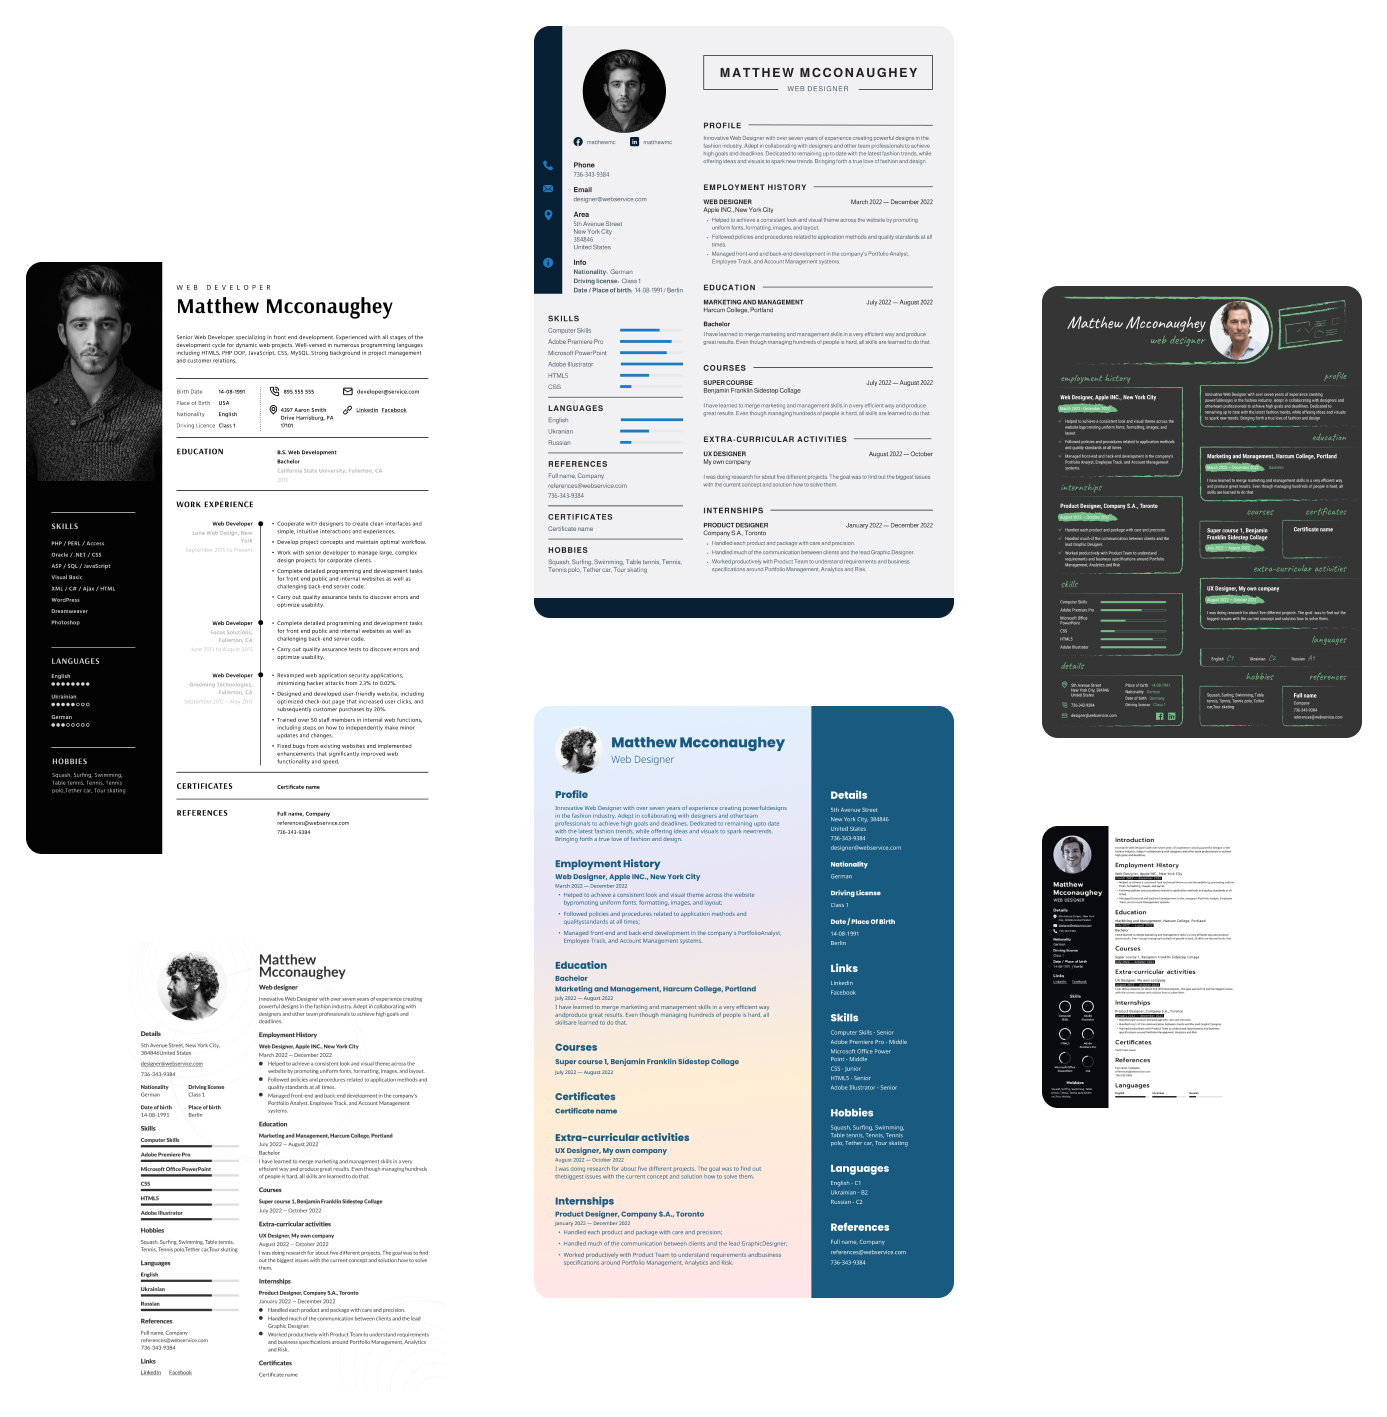 WEB DEVELOPER
Matthew Mcconaughey
Senior Web Developer specializing in front end development. Experienced with all stages of the
development cycle for dynamic web projects. Well-versed in numerous programming languages
including HTML5, PHP OOP, JavaScript, CSS, MySQL. Strong background in project management
and customer relations.
Birth Date 14-08-1991
Place of Birth USA
Nationality English
Driving Licence Class 1
895 555 555
4397 Aaron Smith
Drive Harrisburg, PA
17101
developer@service.com
Linkedin Facebook
EDUCATION
B.S. Web Development
Bachelor
California State University, Fullerton, CA
2011
WORK EXPERIENCE
Web Developer
Luna Web Design, New
York
September 2015 to Present
• Cooperate with designers to create clean interfaces and
simple, intuitive interactions and experiences.
• Develop project concepts and maintain optimal workflow.
• Work with senior developer to manage large, complex
design projects for corporate clients.
• Complete detailed programming and development tasks
for front end public and internal websites as well as
challenging back-end server code.
• Carry out quality assurance tests to discover errors and
optimize usability.
Web Developer
Focus Solutions,
Fullerton, CA
June 2013 to August 2015
• Complete detailed programming and development tasks
for front end public and internal websites as well as
challenging back-end server code.
• Carry out quality assurance tests to discover errors and
optimize usability.
Web Developer
Grooming Technologies,
Fullerton, CA
September 2012 – May 2013
• Revamped web application security applications,
minimizing hacker attacks from 2.3% to 0.02%.
• Designed and developed user-friendly website, including
optimized check-out page that increased user clicks, and
subsequently customer purchases by 20%.
• Trained over 50 staff members in internal web functions,
including steps on how to independently make minor
updates and changes.
• Fixed bugs from existing websites and implemented
enhancements that significantly improved web
functionality and speed.
CERTIFICATES
Certificate name
REFERENCES
Full name, Company
references@webservice.com
736-343-9384
SKILLS
PHP / PERL / Access
Oracle / .NET / CSS
ASP / SQL / JavaScript
Visual Basic
XML / C# / Ajax / HTML
WordPress
Dreamweaver
Photoshop
LANGUAGES
English
Ukrainian
German
HOBBIES
Squash, Surfing, Swimming,
Table tennis, Tennis, Tennis
polo,Tether car, Tour skating
MATTHEW MCCONAUGHEY
WEB DESIGNER
matthewmc
matthewmc
Phone
736-343-9384
Email
designer@webservice.com
Area
5th Avenue Street
New York City
384846
United States
Info
Nationality: German
Driving license: Class 1
Date / Place of birth: 14-08-1991 / Berlin
SKILLS
Computer Skills
Adobe Premiere Pro
Microsoft PowerPoint
Adobe Illustrator
HTML5
CSS
LANGUAGES
English
Ukranian
Russian
REFERENCES
Full name, Company
references@webservice.com
736-343-9384
CERTIFICATES
Certificate name
HOBBIES
Squash, Surfing, Swimming, Table tennis, Tennis,
Tennis polo, Tether car, Tour skating
PROFILE
Innovative Web Designer with over seven years of experience creating powerful designs in the
fashion industry. Adept in collaborating with designers and other team professionals to achieve
high goals and deadlines. Dedicated to remaining up to date with the latest fashion trends, while
offering ideas and visuals to spark new trends. Bringing forth a true love of fashion and design.
EMPLOYMENT HISTORY
WEB DESIGNER March 2022 — December 2022
Apple INC., New York City
• Helped to achieve a consistent look and visual theme across the website by promoting
uniform fonts, formatting, images, and layout.
• Followed policies and procedures related to application methods and quality standards at all
times.
• Managed front-end and back-end development in the company's Portfolio Analyst,
Employee Track, and Account Management systems.
EDUCATION
MARKETING AND MANAGEMENT July 2022 — August 2022
Harcum College, Portland
Bachelor
I have learned to merge marketing and management skills in a very efficient way and produce
great results. Even though managing hundreds of people is hard, all skills are learned to do that.
COURSES
SUPER COURSE July 2022 — August 2022
Benjamin Franklin Sidestep Collage
I have learned to merge marketing and management skills in a very efficient way and produce
great results. Even though managing hundreds of people is hard, all skills are learned to do that.
EXTRA-CURRICULAR ACTIVITIES
UX DESIGNER August 2022 — October
My own company
I was doing research for about five different projects. The goal was to find out the biggest issues
with the current concept and solution how to solve them
INTERNSHIPS
PRODUCT DESIGNER January 2022 — December 2022
Company S.A., Toronto
• Handled each product and package with care and precision.
• Handled much of the communication between clients and the lead Graphic Designer.
• Worked productively with Product Team to understand requirements and business
specifications around Portfolio Management, Analytics and Risk.
Matthew Mcconaughey
web designer
employment history
Web Designer, Apple INC., New York City
March 2022 - December 2022
Helped to achieve a consistent look and visual theme across the
website bypromoting uniform fonts, formatting, images, and
layout.
Followed policies and procedures related to application methods
and quality standards at all times.
Managed front-end and back-end development in the company's
Portfolio Analyst, Employee Track, and Account Management
systems.
internships
Product Designer, Company S.A., Toronto
August 2022 — October 2022
Handled each product and package with care and precision.
Handled much of the communication between clients and the
lead Graphic Designer.
Worked productively with Product Team to understand
requirements and business specifications around Portfolio
Management, Analytics and Risk
skills
Computer Skills
Adobe Premiere Pro
Microsoft Office
PowerPoint
CSS
HTML5
Adobe Illustrator
details
5th Avenue Street
New York City, 384846
United States
736-343-9384
designer@webservice.com
Place of birth 14-08-1991
Nationality German
Date of birth Germany
Driving license Class 1
profile
Innovative Web Designer with over seven years of experience creating
powerfuldesigns in the fashion industry. Adept in collaborating with designers and
otherteam professionals to achieve high goals and deadlines. Dedicated to
remaining up to date with the latest fashion trends, while offering ideas and visuals
to spark new trends. Bringing forth a true love of fashion and design
education
Marketing and Management, Harcum College, Portland
March 2022 — December 2022 Bachelor
I have learned to merge marketing and management skills in a very efficient way
and produce great results. Even though managing hundreds of people is hard, all
skills are learned to do that
courses
Super course 1, Benjamin
Franklin Sidestep Collage
July 2022 — August 2022
certificates
Certificate name
extra-curricular activities
UX Designer, My own company
August 2022 — October 2022
I was doing research for about five different projects. The goal was to find out the
biggest issues with the current concept and solution how to solve them.
languages
English C1 Ukrainian C2 Russian A1
hobbies
Squash, Surfing, Swimming, Table
tennis, Tennis, Tennis polo, Tether
car,Tour skating
references
Full name
Company
736-343-9384
references@webservice.com
Matthew Mcconaughey
Web Designer
Profile
Innovative Web Designer with over seven years of experience creating powerfuldesigns
in the fashion industry. Adept in collaborating with designers and otherteam
professionals to achieve high goals and deadlines. Dedicated to remaining upto date
with the latest fashion trends, while offering ideas and visuals to spark newtrends.
Bringing forth a true love of fashion and design.
Employment History
Web Designer, Apple INC., New York City
March 2022 — December 2022
• Helped to achieve a consistent look and visual theme across the website
bypromoting uniform fonts, formatting, images, and layout;
• Followed policies and procedures related to application methods and
qualitystandards at all times;
• Managed front-end and back-end development in the company's PortfolioAnalyst,
Employee Track, and Account Management systems.
Education
Bachelor
Marketing and Management, Harcum College, Portland
July 2022 — August 2022
I have learned to merge marketing and management skills in a very efficient way
andproduce great results. Even though managing hundreds of people is hard, all
skillsare learned to do that.
Courses
Super course 1, Benjamin Franklin Sidestep Collage
July 2022 — August 2022
Certificates
Certificate name
Extra-curricular activities
UX Designer, My own company
August 2022 — October 2022
I was doing research for about five different projects. The goal was to find out
thebiggest issues with the current concept and solution how to solve them.
Internships
Product Designer, Company S.A., Toronto
January 2022 — December 2022
• Handled each product and package with care and precision;
• Handled much of the communication between clients and the lead GraphicDesigner;
• Worked productively with Product Team to understand requirements andbusiness
specifications around Portfolio Management, Analytics and Risk.
Details
5th Avenue Street
New York City, 384846
United States
736-343-9384
designer@webservice.com
Nationality
German
Driving License
Class 1
Date / Place Of Birth
14-08-1991
Berlin
Links
Linkedin
Facebook
Skills
Computer Skills - Senior
Adobe Premiere Pro - Middle
Microsoft Office Power
Point - Middle
CSS - Junior
HTML5 - Senior
Adobe Illustrator - Senior
Hobbies
Squash, Surfing, Swimming,
Table tennis, Tennis, Tennis
polo, Tether car, Tour skating
Languages
English - C1
Ukrainian - B2
Russian - C2
References
Full name, Company
references@webservice.com
736-343-9384
Matthew
Mcconaughey
WEB DESIGNER
Details
Nationality
German
Driving license
Class 1
Date / Place of birth
14-08-1991 / Berlin
Links
LinkedIn Facebook
Skills
Hobbies
Introduction
Employment History
Web Designer, Apple INC., New York City
Education
Marketing and Management, Harcum College, Portland
Bachelor
Courses
Super course 1, Benjamin Franklin Sidestep Collage
Extra-curricular activities
UX Designer, My own company
Internships
Product Designer, Company S.A., Toronto
Certificates
Certificate name
References
Full name, Company
references@webservice.com
736-343-9384
Languages
English Ukrainian Russian
Matthew
Mcconaughey
Web designer
Innovative Web Designer with over seven years of experience creating
powerful designs in the fashion industry. Adept in collaborating with
designers and other team professionals to achieve high goals and
deadlines.
Employment History
Web Designer, Apple INC., New York City
March 2022 — December 2022
Helped to achieve a consistent look and visual theme across the
website by promoting uniform fonts, formatting, images, and layout.
Followed policies and procedures related to application methods and
quality standards at all times.
Managed front-end and back-end development in the company's
Portfolio Analyst, Employee Track, and Account Management
systems.
Education
Marketing and Management, Harcum College, Portland
July 2022 — August 2022
Bachelor
I have learned to merge marketing and management skills in a very
efficient way and produce great results. Even though managing hundreds
of people is hard, all skills are learned to do that.
Courses
Super course 1, Benjamin Franklin Sidestep Collage
July 2022 — October 2022
Extra-curricular activities
UX Designer, My own company
August 2022 — October 2022
I was doing research for about five different projects. The goal was to find
out the biggest issues with the current concept and solution how to solve
them.
Internships
Product Designer, Company S.A., Toronto
January 2022 — December 2022
Handled each product and package with care and precision.
Handled much of the communication between clients and the lead
Graphic Designer.
Worked productively with Product Team to understand requirements
and business specifications around Portfolio Management, Analytics
and Risk.
Certificates
Certificate name
Details
5th Avenue Street, New York City,
384846United States
designer@webservice.com
736-343-9384
Nationality Driving license
German Class 1
Date of birth Place of birth
14-08-1991 Berlin
Skills
Computer Skills
Adobe Premiere Pro
Microsoft Office PowerPoint
CSS
HTML5
Adobe Illustrator
Hobbies
Squash, Surfing, Swimming, Table tennis,
Tennis, Tennis polo,Tether car,Tour skating
Languages
English
Ukrainian
Russian
References
Full name, Company
references@webservice.com
736-343-9384
Links
LinkedIn Facebook